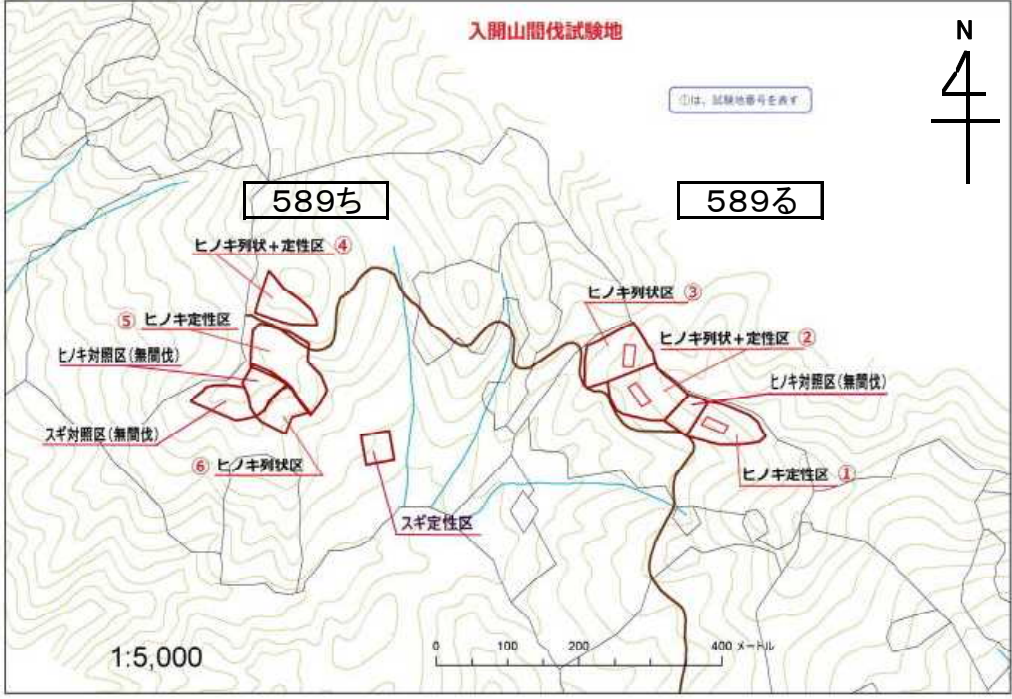 入開山間伐試験地
N
①は、試験地番号を表す
589ち
589る
ヒノキ列状+定性区 ④
⑤ ヒノキ定性区
ヒノキ対照区(無間伐)
スギ対照区(無間伐)
⑥ ヒノキ列状区
スギ定性区
ヒノキ列状区 ③
ヒノキ列状+定性区 ②
ヒノキ対照区(無間伐)
ヒノキ定性区 ①
1:5,000
0 100 200 400 メートル